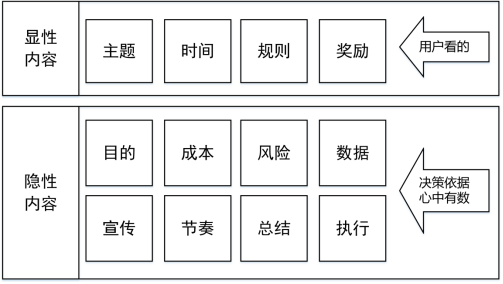 显性
内容
主题
时间
规则
奖励
用户看的
隐性
内容
目的
成本
风险
数据
宣传
节奏
总结
执行
决策依据
心中有数